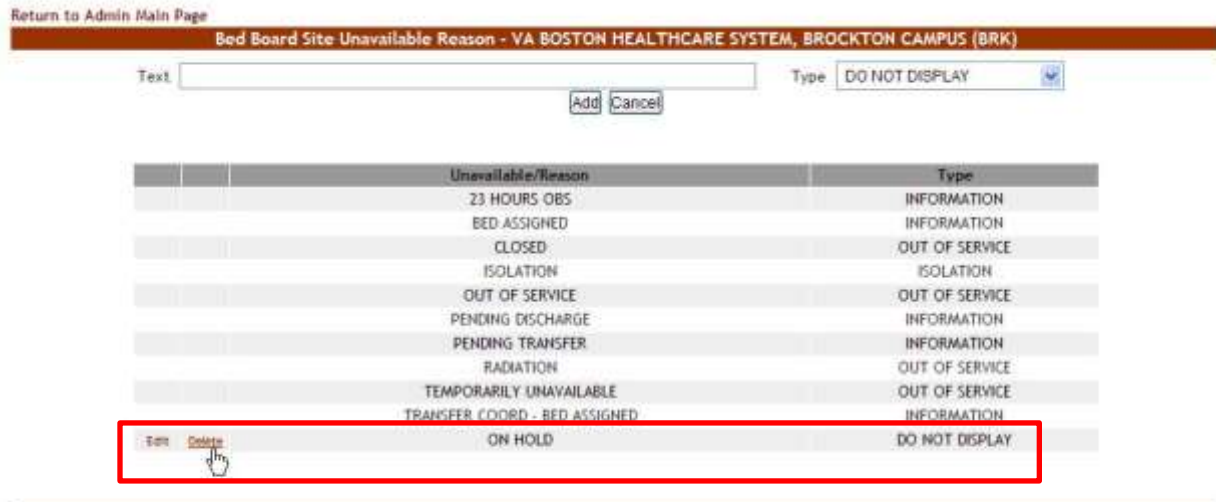 Return to Admin Main Page
Bed Board Site Unavailable Reason - VA BOSTON HEALTHCARE SYSTEM, BROCKTON CAMPUS (BRK)
Text Type DO NOT DISPLAY
Add Cancel
Unavailable/Reason Type
23 HOURS OBS INFORMATION
BED ASSIGNED INFORMATION
CLOSED OUT OF SERVICE
ISOLATION ISOLATION
OUT OF SERVICE OUT OF SERVICE
PENDING DISCHARGE INFORMATION
PENDING TRANSFER INFORMATION
RADIATION OUT OF SERVICE
TEMPORARILY UNAVAILABLE OUT OF SERVICE
TRANSFER COORD - BED ASSIGNED INFORMATION
Edit Delete ON HOLD DO NOT DISPLAY